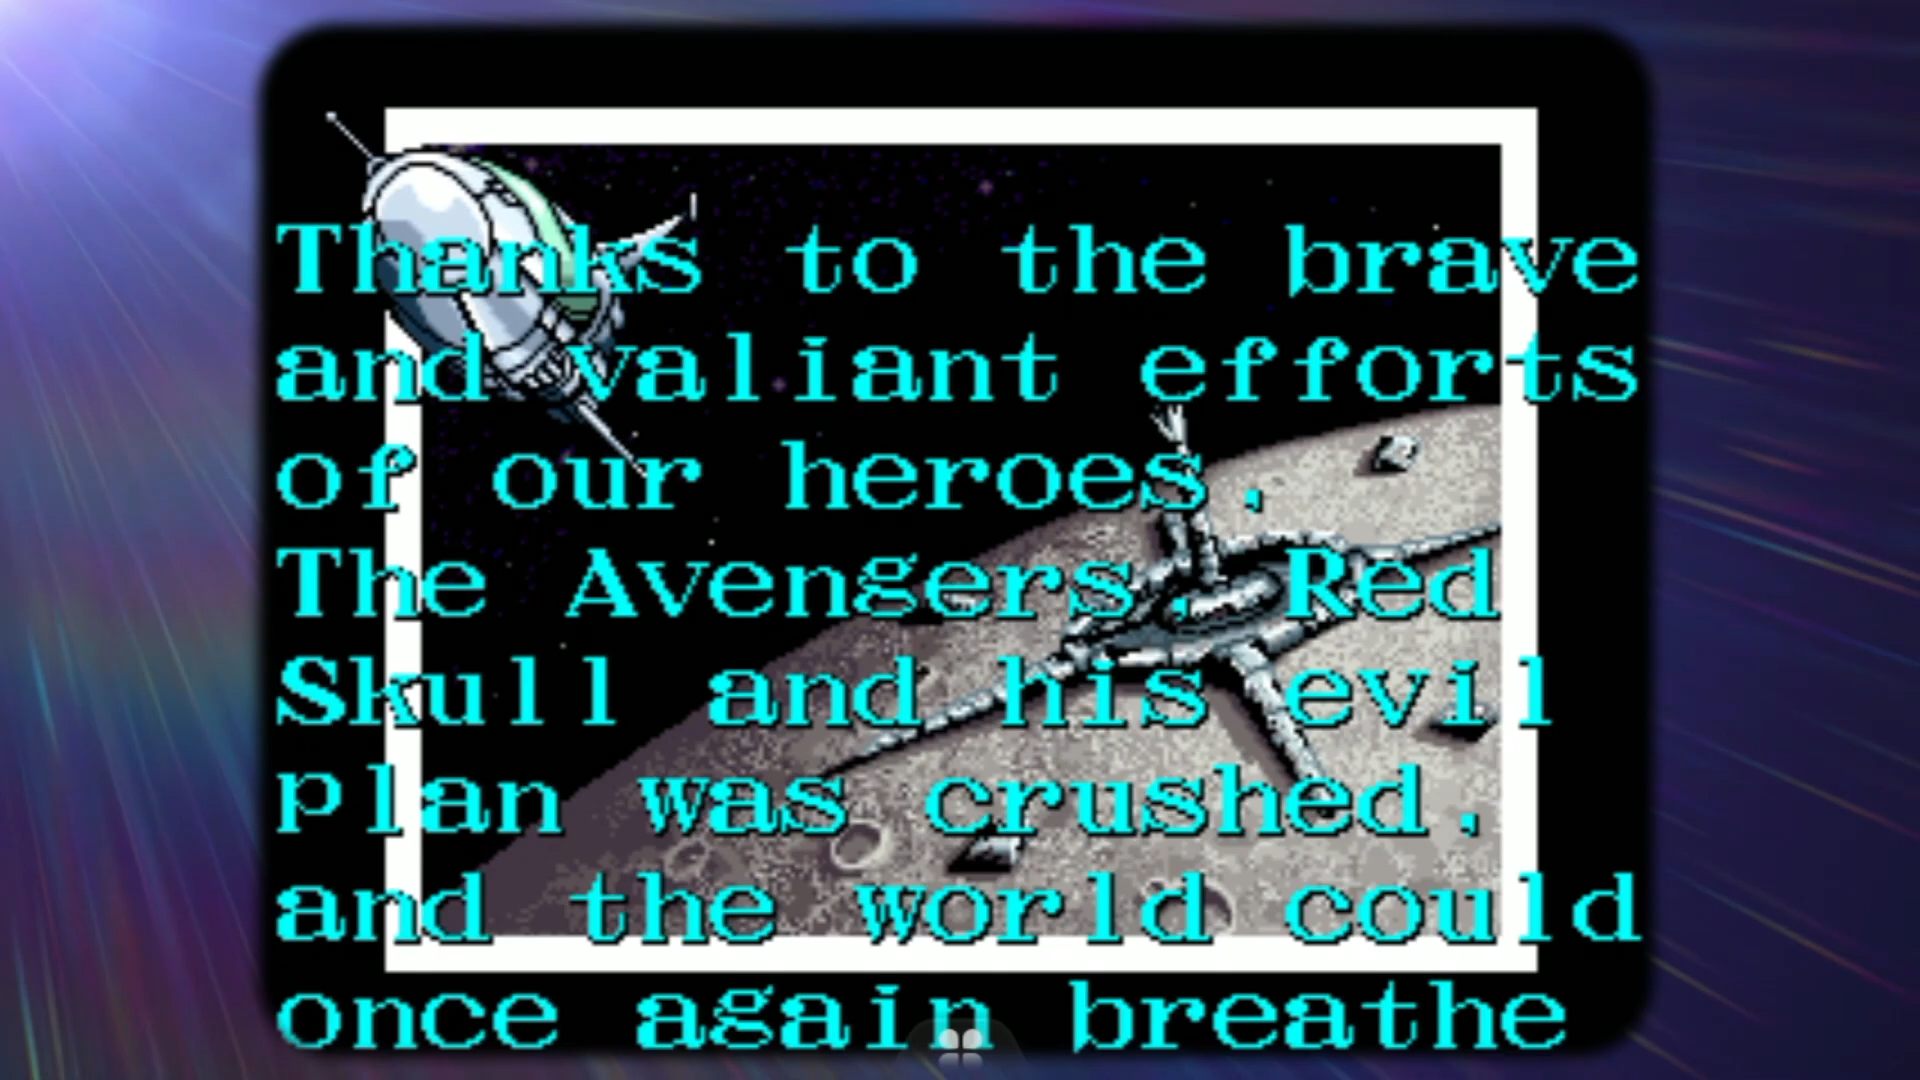 Thanks to the brave
and valiant efforts
of our heroes.
The Avengers, Red
Skull and his evil
plan was crushed.
and the world could
once again breathe